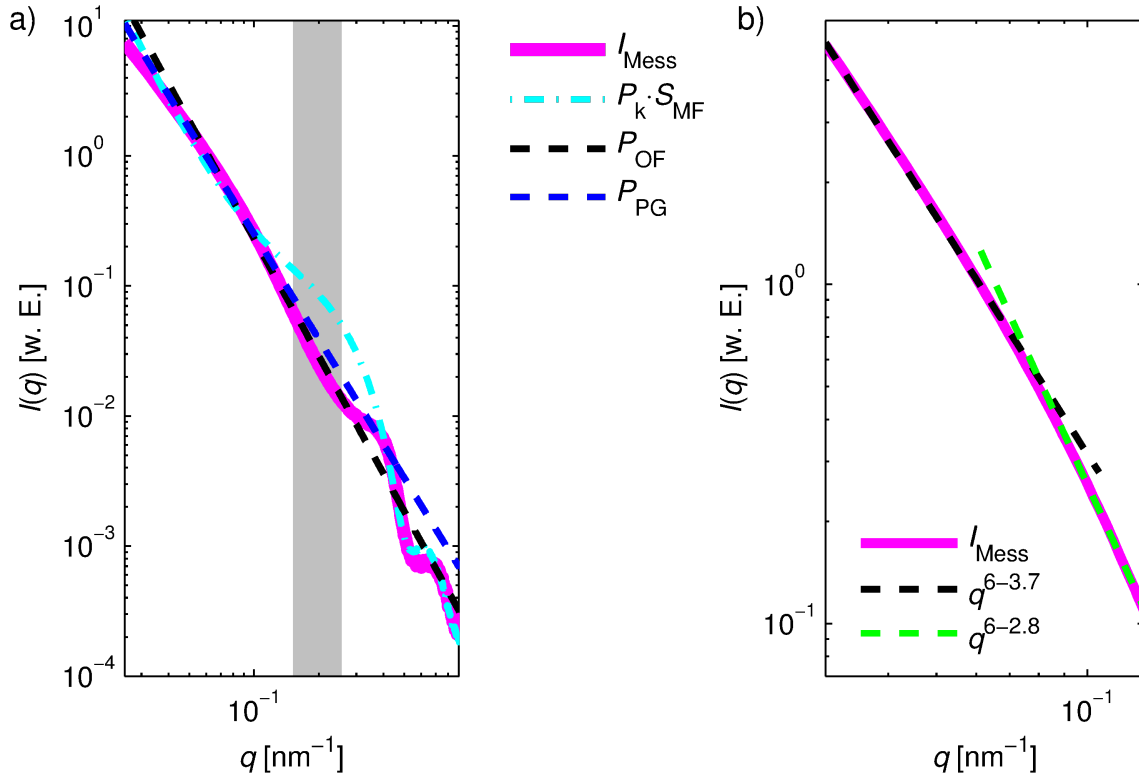 a)
10^1
10^0
10^−1
10^−2
10^−3
10^−4
I(q) [w. E.]
10^−1
q [nm^−1]
I_Mess
P_k·S_MF
P_OF
P_PG
b)
10^0
10^−1
I(q) [w. E.]
I_Mess
q^6−3.7
q^6−2.8
10^−1
q [nm^−1]